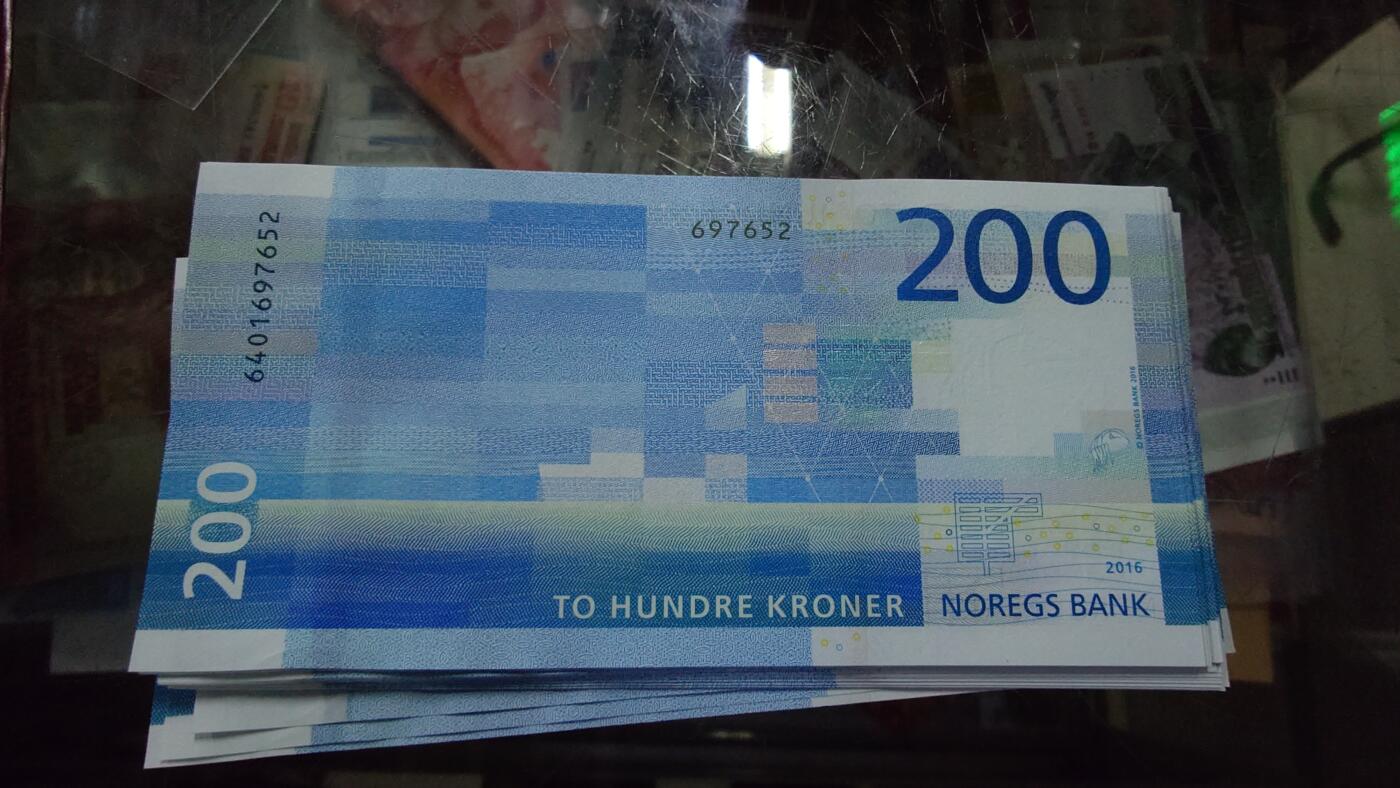 6401697652
697652
200
© NOREGS BANK 2016
200
2016
TO HUNDRE KRONER
NOREGS BANK